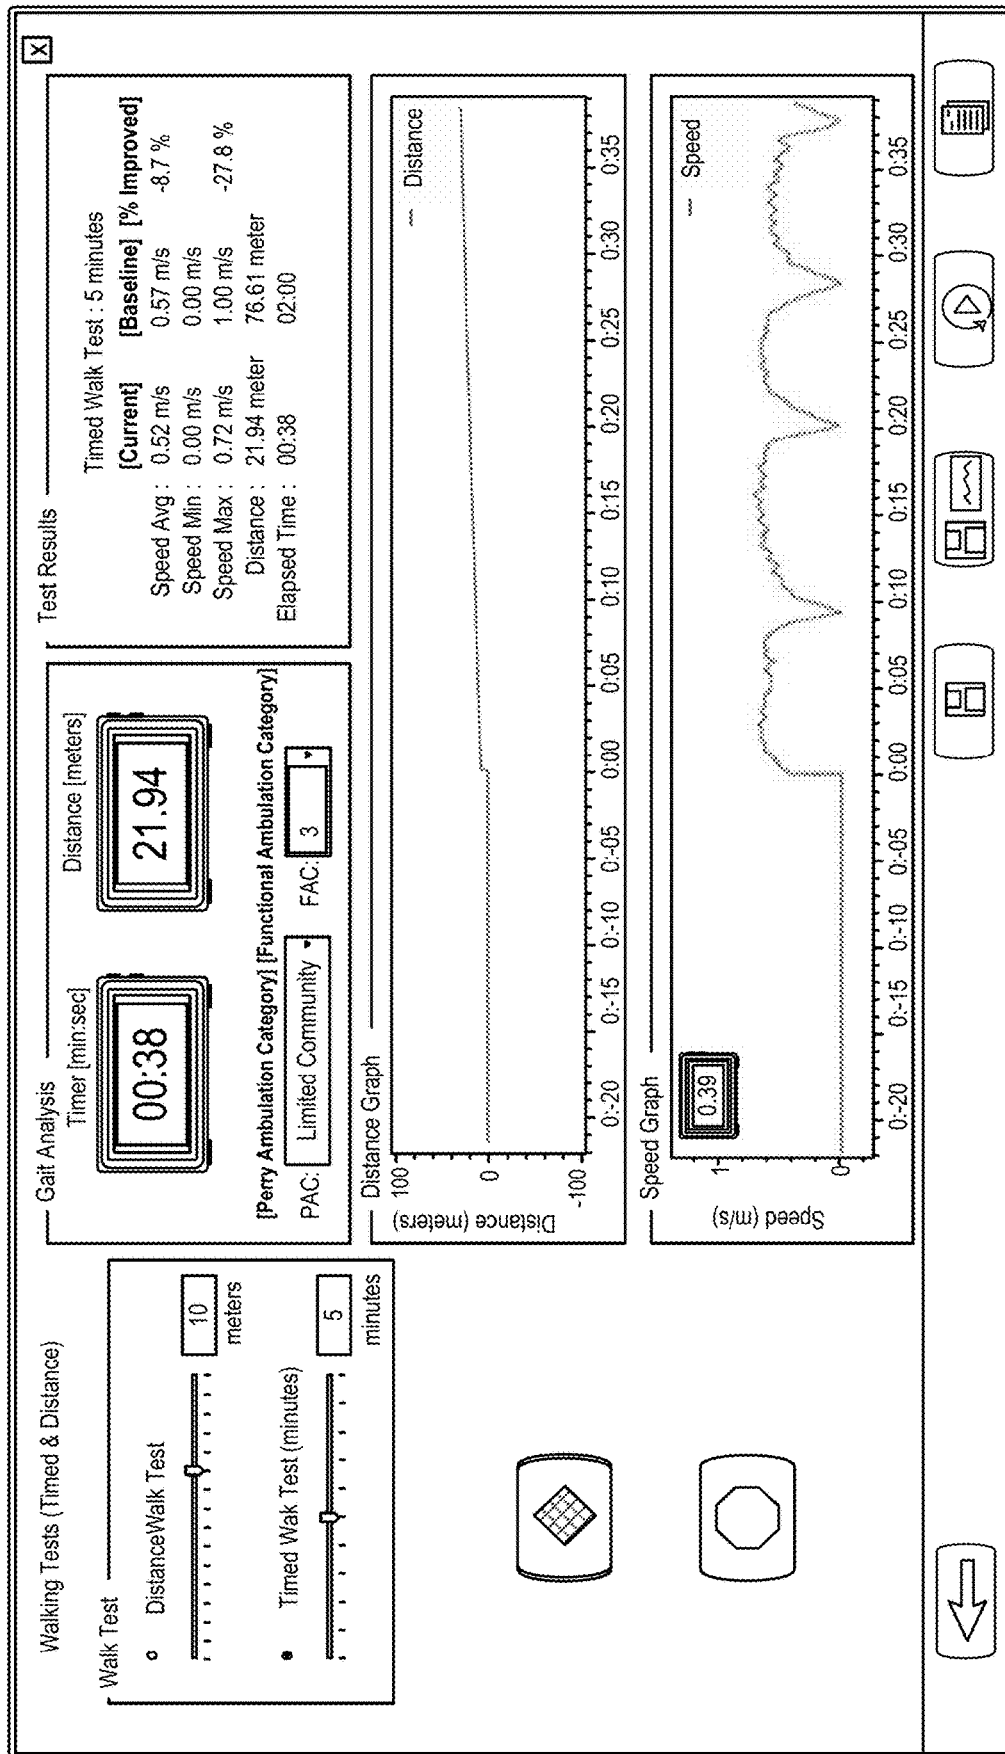 Walking Tests (Timed & Distance)
Walk Test
DistanceWalk Test
10
meters
Timed Wak Test (minutes)
5
minutes
Gait Analysis
Timer [min:sec]
Distance [meters]
00:38
21.94
[Perry Ambulation Category] [Functional Ambulation Category]
PAC: Limited Community
FAC: 3
Test Results
Timed Walk Test : 5 minutes
[Current] [Baseline] [% Improved]
Speed Avg : 0.52 m/s 0.57 m/s -8.7 %
Speed Min : 0.00 m/s 0.00 m/s
Speed Max : 0.72 m/s 1.00 m/s -27.8 %
Distance : 21.94 meter 76.61 meter
Elapsed Time : 00:38 02:00
Distance Graph
Distance (meters)
100
0
-100
Distance
0:-20 0:-15 0:-10 0:-05 0:00 0:05 0:10 0:15 0:20 0:25 0:30 0:35
Speed Graph
0.39
Speed (m/s)
1
0
Speed
0:-20 0:-15 0:-10 0:-05 0:00 0:05 0:10 0:15 0:20 0:25 0:30 0:35
X